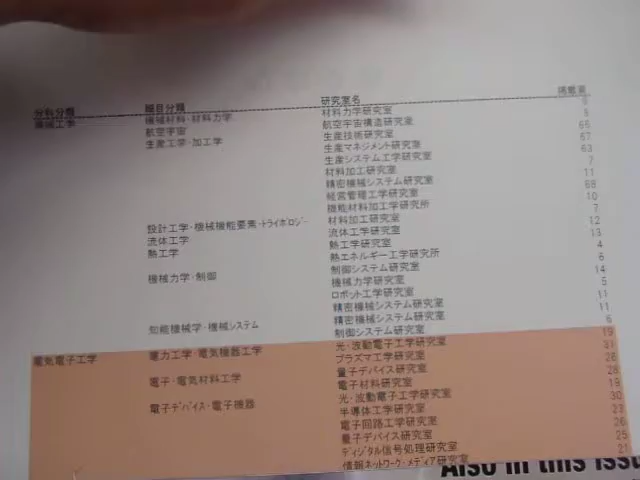 分科分類 細目分類 研究室名 掲載頁
機械工学 機械材料・材料力学 材料力学研究室 6
航空宇宙 航空宇宙構造研究室 8
生産工学・加工学 生産技術研究室 65
生産マネジメント研究室 67
生産システム工学研究室 63
材料加工研究室 7
精密機械システム研究室 11
経営管理工学研究室 68
機能材料加工学研究所 10
設計工学・機械機能要素・トライボロジー 材料加工研究室 7
流体工学 流体工学研究室 12
熱工学 熱工学研究室 13
熱エネルギー工学研究所 4
機械力学・制御 制御システム研究室 6
機械力学研究室 14
ロボット工学研究室 5
精密機械システム研究室 11
知能機械学・機械システム 精密機械システム研究室 11
制御システム研究室 6
電気電子工学 電力工学・電気機器工学 光・波動電子工学研究室 19
プラズマ工学研究室 31
電子・電気材料工学 量子デバイス研究室 28
電子材料研究室 28
電子デバイス・電子機器 光・波動電子工学研究室 19
半導体工学研究室 30
電子回路工学研究室 23
量子デバイス研究室 26
ディジタル信号処理研究室 25
情報ネットワーク・メディア研究室 21
Also in this issu